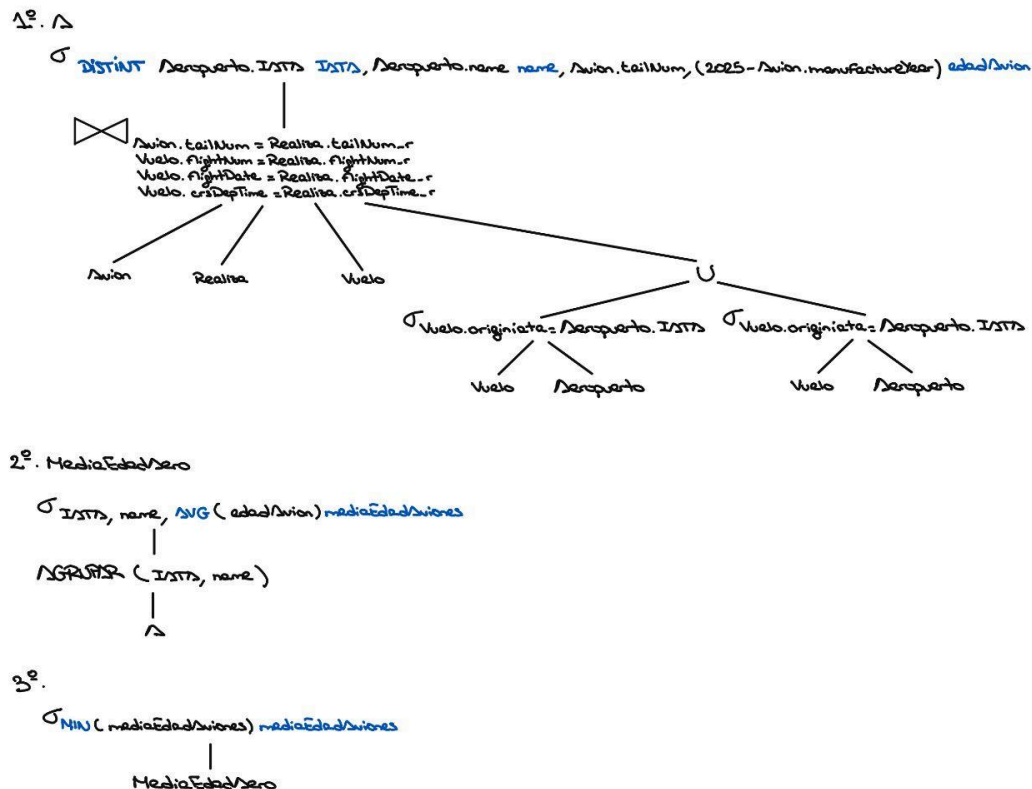 1º. A
σ DISTINT Aeropuerto.IATA IATA, Aeropuerto.name name, Avion.tailNum, (2025-Avion.manufactureYear) edadAvion
⋈ Avion.tailNum = Realiza.tailNum_r
Vuelo.flightNum = Realiza.flightNum_r
Vuelo.flightDate = Realiza.flightDate_r
Vuelo.crsDepTime = Realiza.crsDepTime_r
Avion Realiza Vuelo U
σ Vuelo.originiata = Aeropuerto.IATA σ Vuelo.originiata = Aeropuerto.IATA
Vuelo Aeropuerto Vuelo Aeropuerto
2º. MediaEdadAero
σ IATA, name, AVG (edadAvion) mediaEdadAviones
AGRUPAR (IATA, name)
A
3º.
σ MIN (mediaEdadAviones) mediaEdadAviones
MediaEdadAero